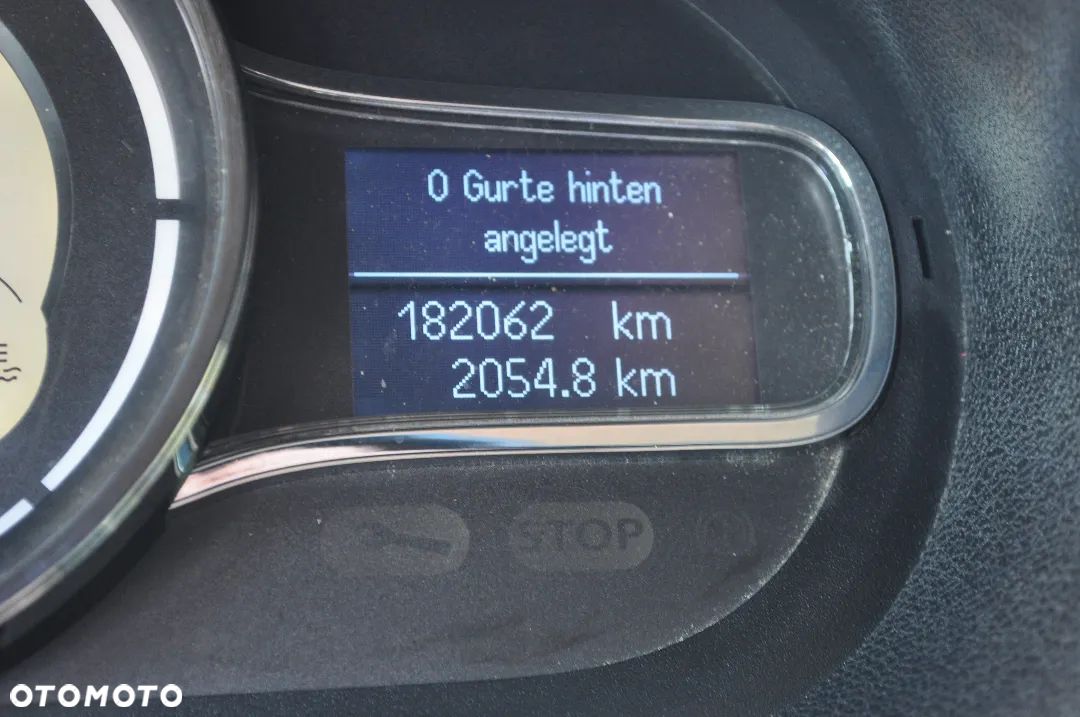 0 Gurte hinten
angelegt
182062 km
2054.8 km
STOP
E
OTOMOTO